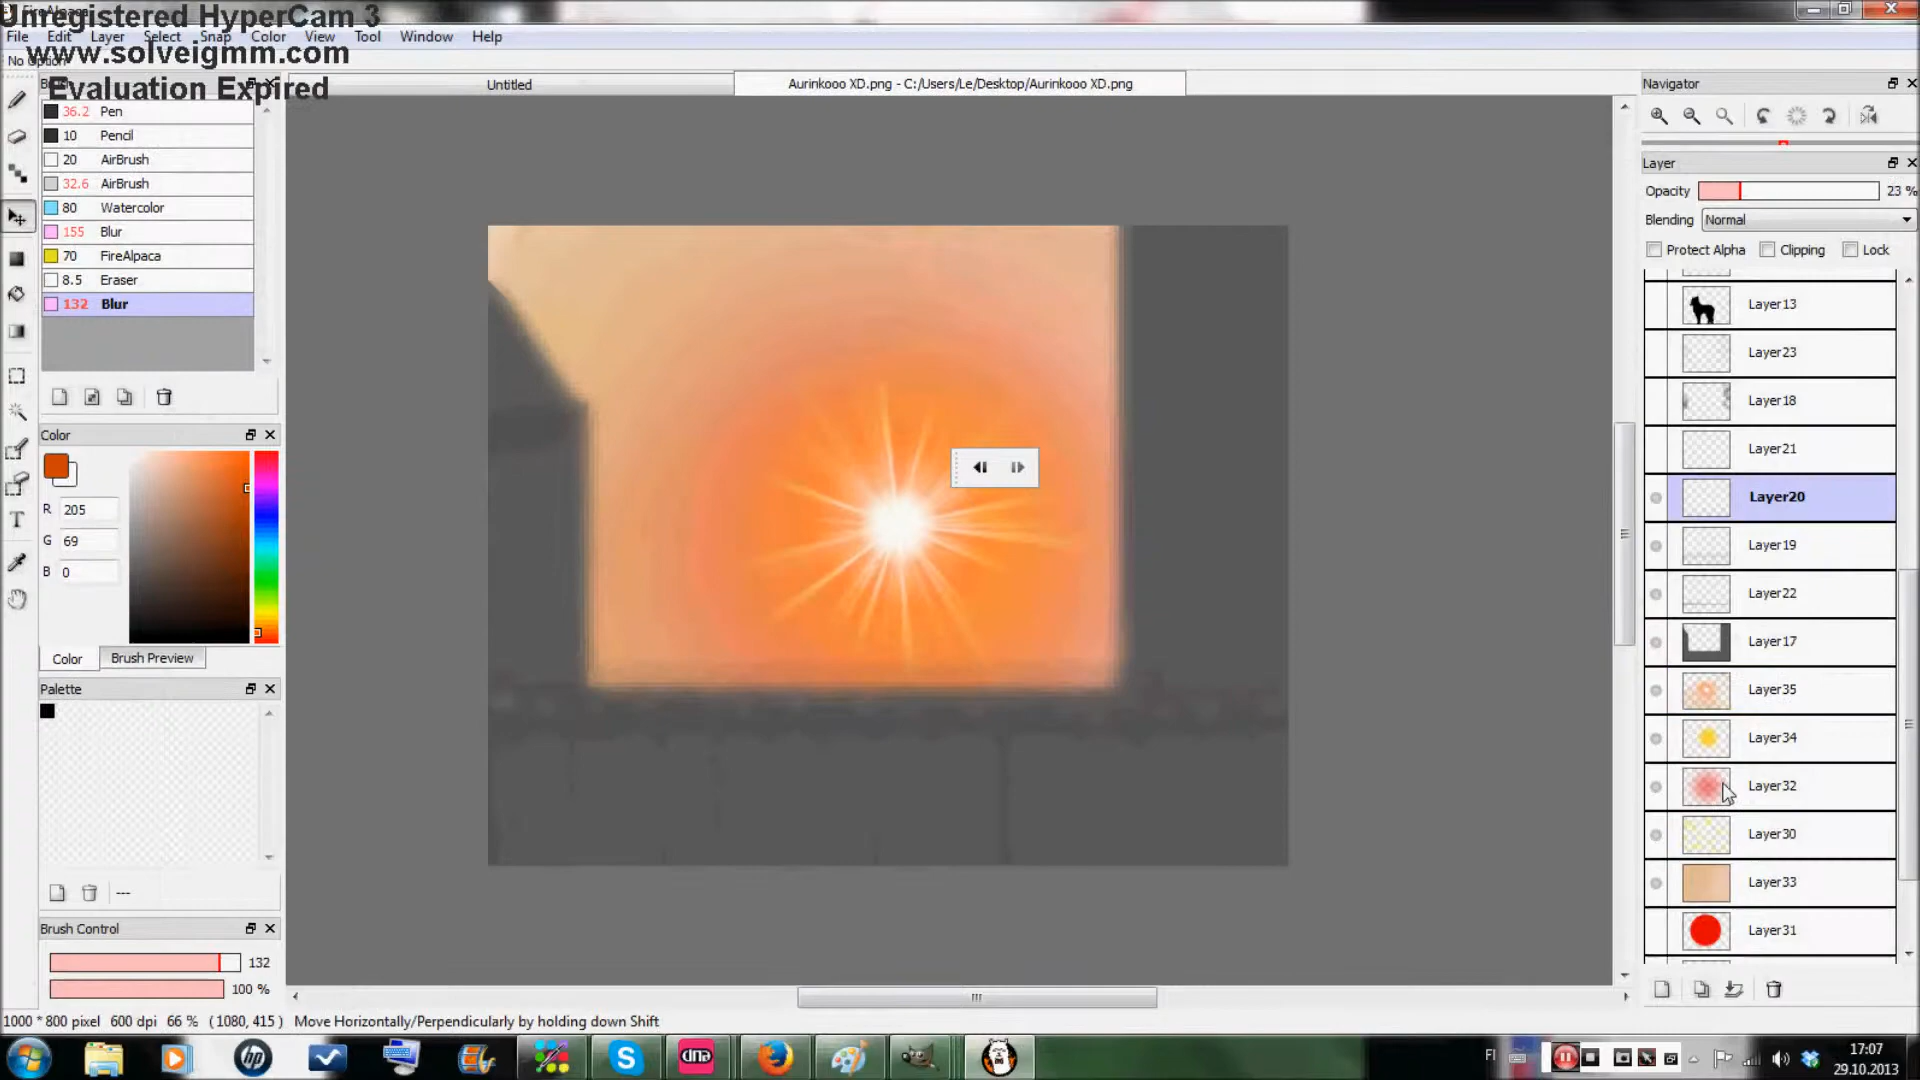 Unregistered HyperCam 3
www.solveigmm.com
Evaluation Expired
File Edit Layer Select Snap Color View Tool Window Help
No Option
Untitled
Aurinkooo XD.png - C:/Users/Le/Desktop/Aurinkooo XD.png
36.2 Pen
10 Pencil
20 AirBrush
32.6 AirBrush
80 Watercolor
155 Blur
70 FireAlpaca
8.5 Eraser
132 Blur
Color
R 205
G 69
B 0
Color Brush Preview
Palette
---
Brush Control
132
100 %
1000 * 800 pixel 600 dpi 66 % ( 1080, 415 ) Move Horizontally/Perpendicularly by holding down Shift
Navigator
Layer
Opacity 23 %
Blending Normal
Protect Alpha Clipping Lock
Layer13
Layer23
Layer18
Layer21
Layer20
Layer19
Layer22
Layer17
Layer35
Layer34
Layer32
Layer30
Layer33
Layer31
hp
dna
FI
17:07
29.10.2013